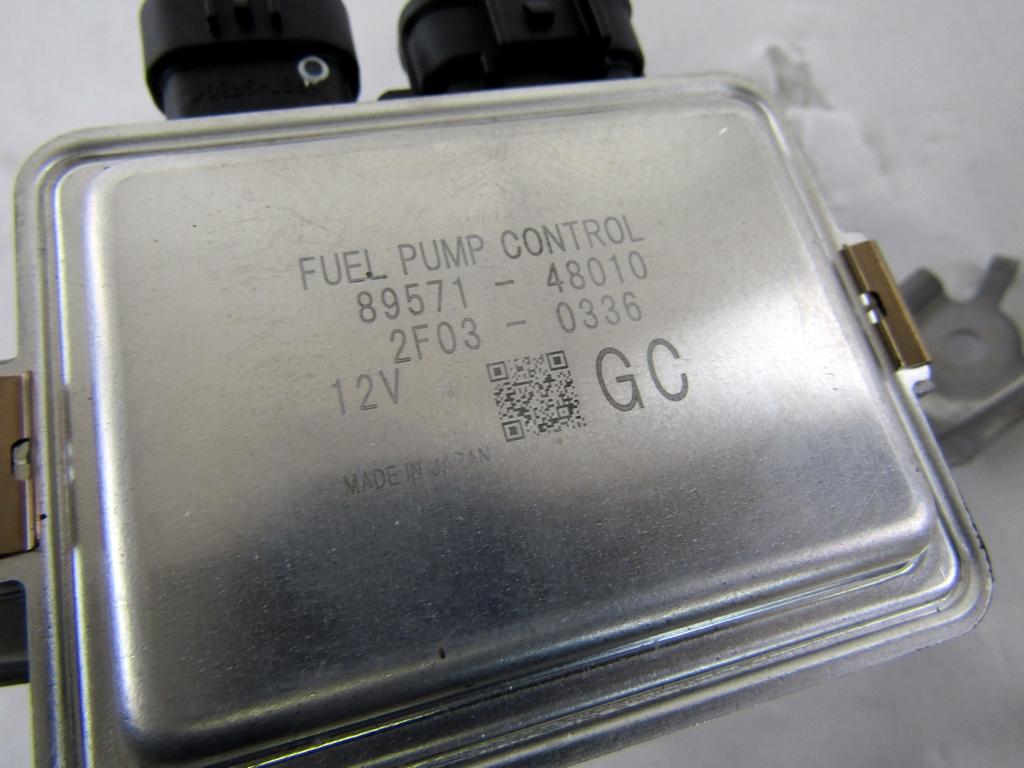 FUEL PUMP CONTROL
89571 - 48010
2F03 - 0336
12V
GC
MADE IN JAPAN